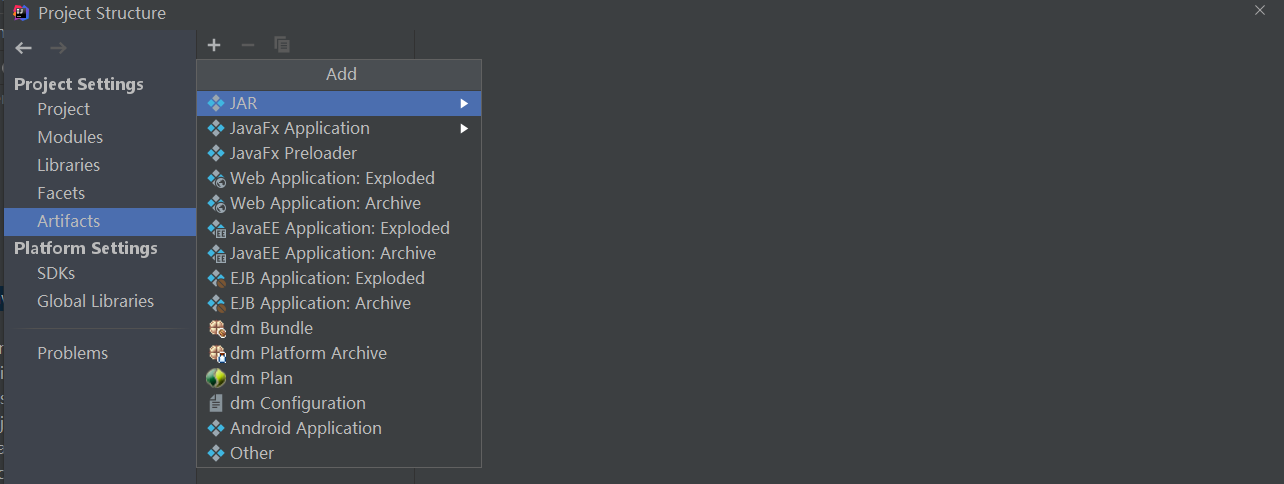 Project Structure
Project Settings
Project
Modules
Libraries
Facets
Artifacts
Platform Settings
SDKs
Global Libraries
Problems
Add
JAR
JavaFx Application
JavaFx Preloader
Web Application: Exploded
Web Application: Archive
JavaEE Application: Exploded
JavaEE Application: Archive
EJB Application: Exploded
EJB Application: Archive
dm Bundle
dm Platform Archive
dm Plan
dm Configuration
Android Application
Other